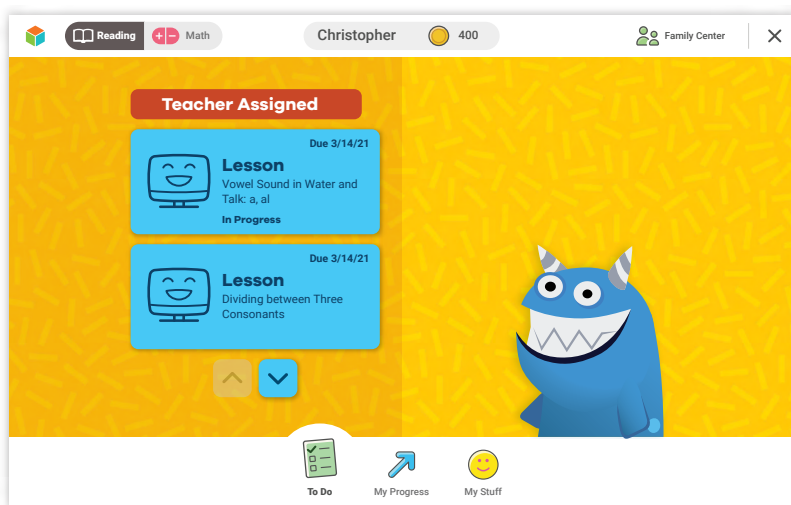 Reading
Math
Christopher
400
Family Center
Teacher Assigned
Due 3/14/21
Lesson
Vowel Sound in Water and
Talk: a, al
In Progress
Due 3/14/21
Lesson
Dividing between Three
Consonants
To Do
My Progress
My Stuff